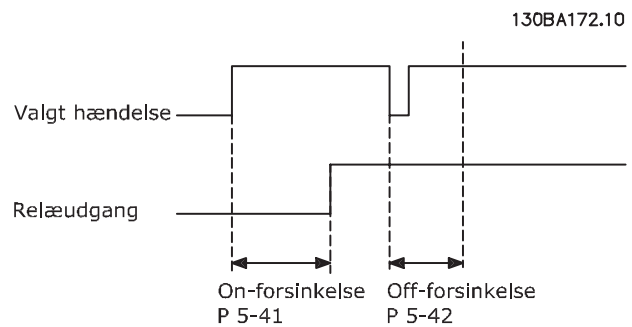 130BA172.10
Valgt hændelse
Relæudgang
On-forsinkelse
P 5-41
Off-forsinkelse
P 5-42